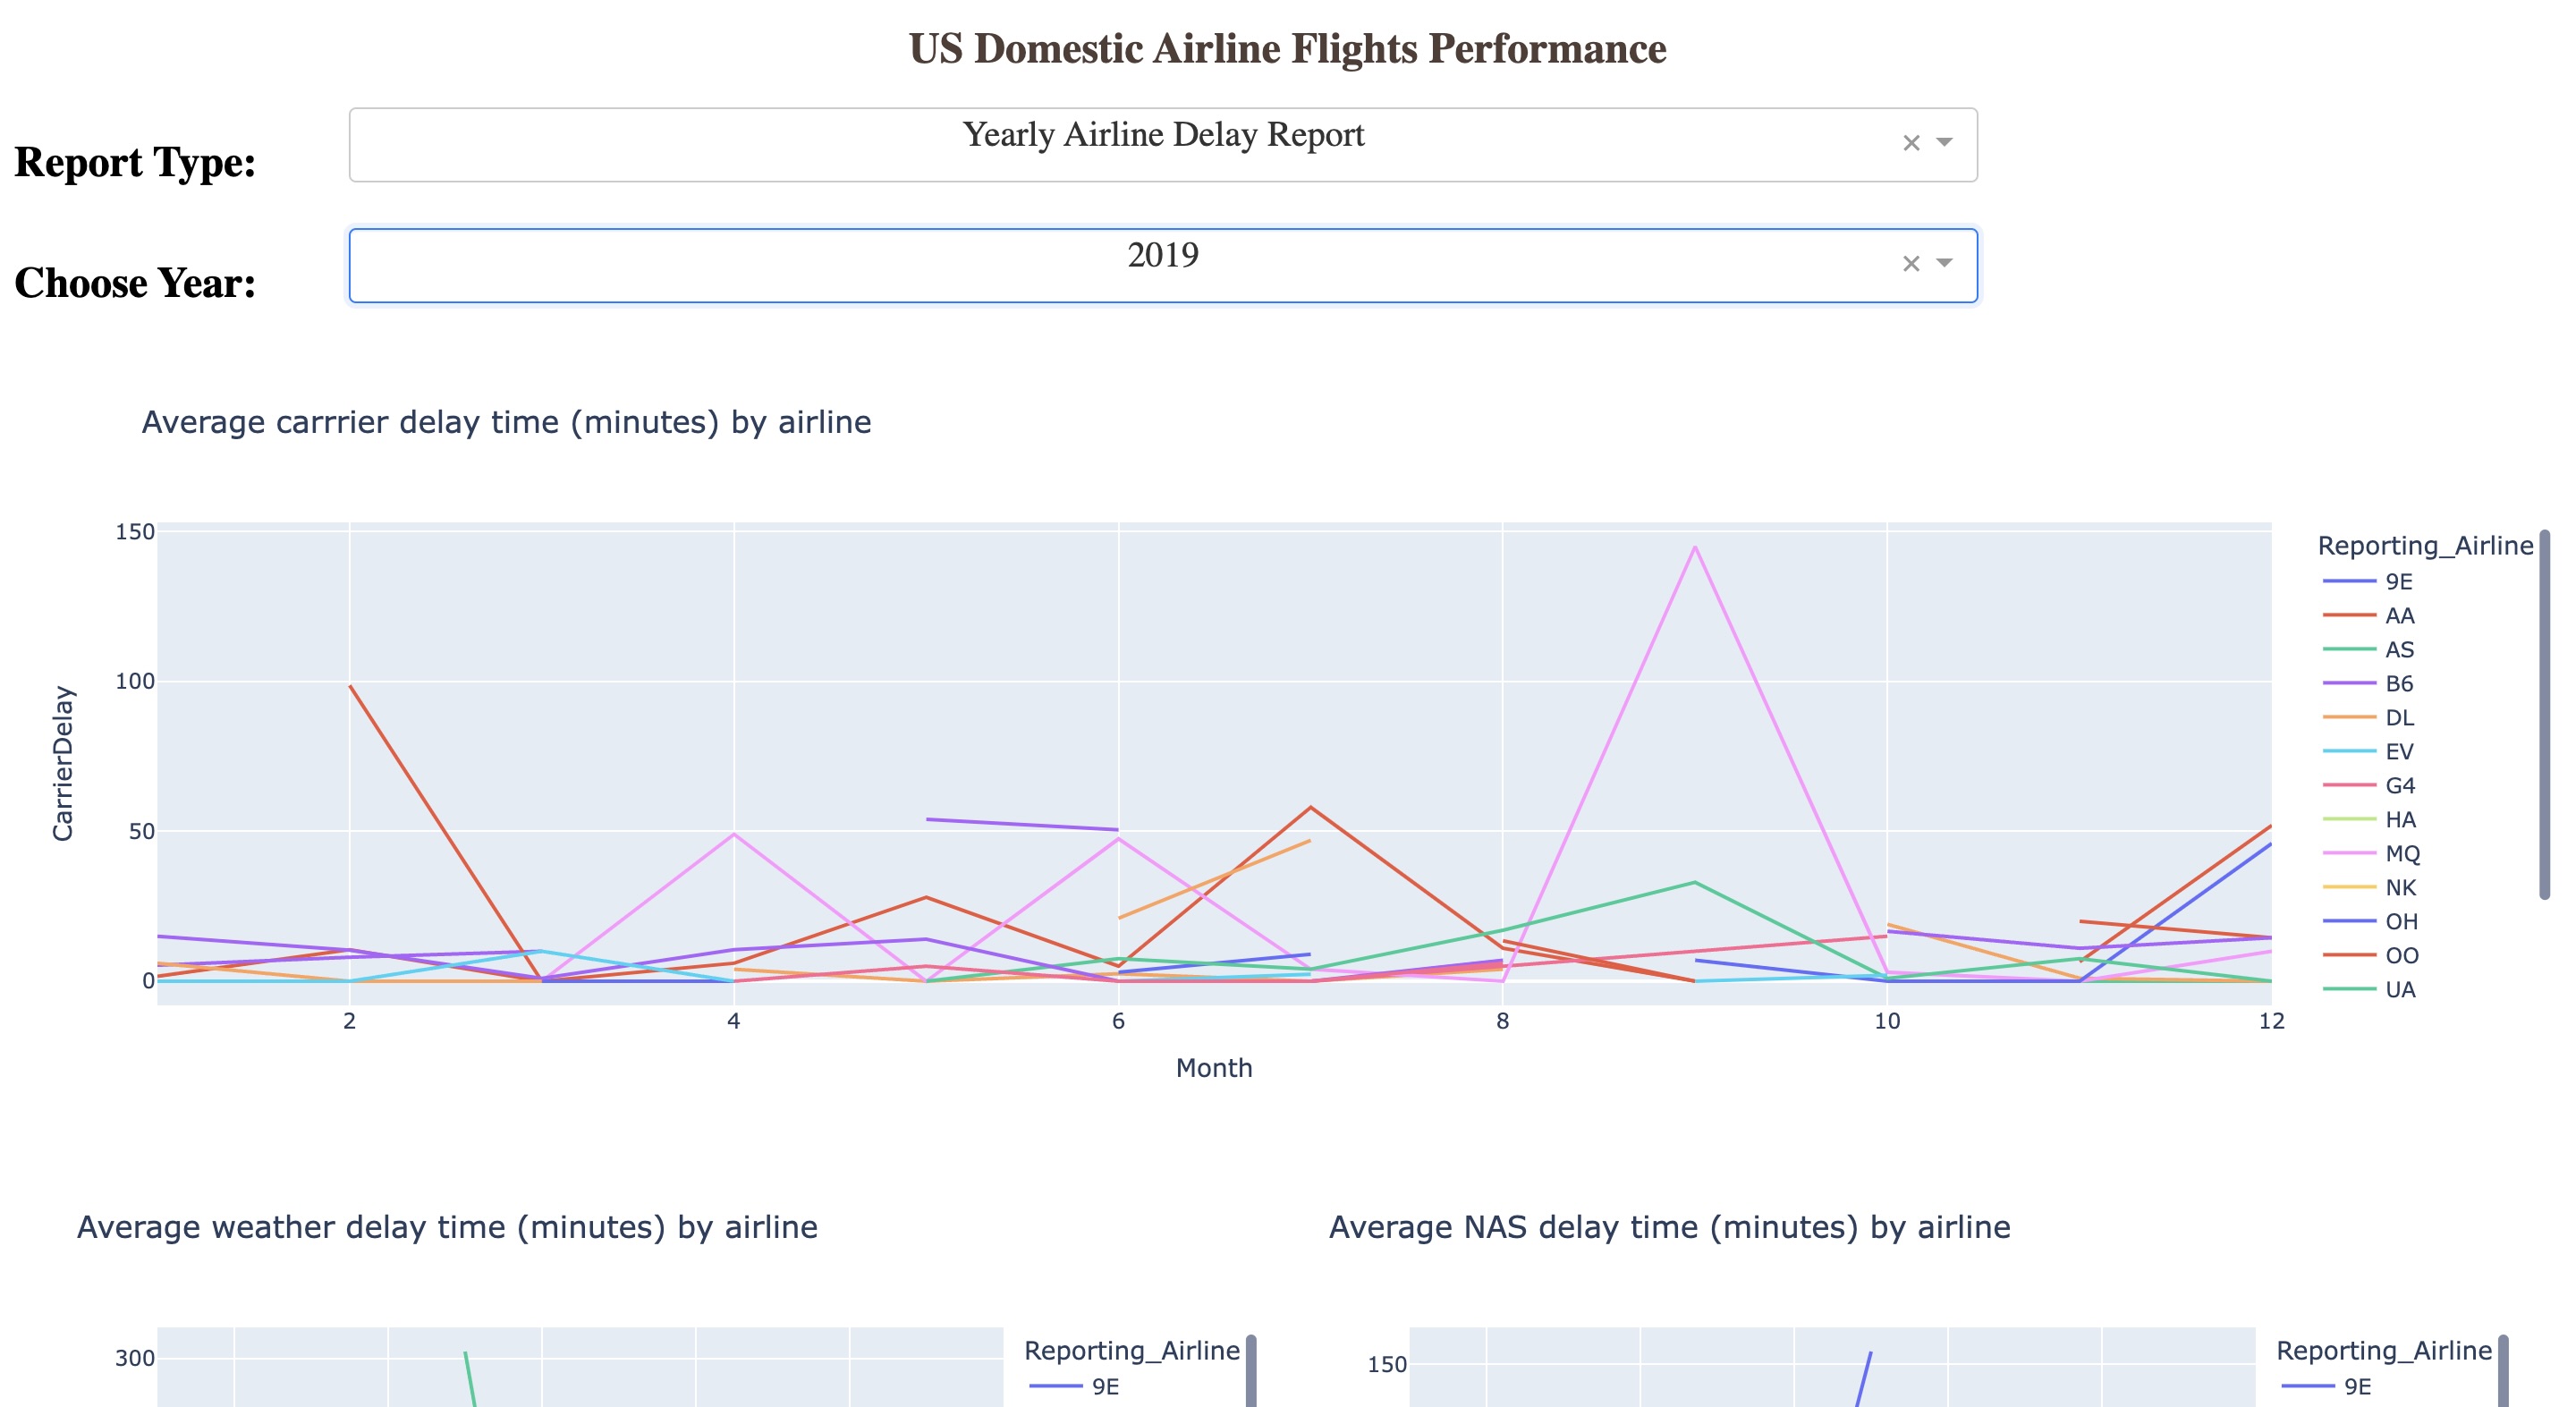 US Domestic Airline Flights Performance
Report Type:
Yearly Airline Delay Report
Choose Year:
2019
Average carrrier delay time (minutes) by airline
150
100
50
0
CarrierDelay
2 4 6 8 10 12
Month
Reporting_Airline
9E
AA
AS
B6
DL
EV
G4
HA
MQ
NK
OH
OO
UA
Average weather delay time (minutes) by airline
300
Reporting_Airline
9E
Average NAS delay time (minutes) by airline
150
Reporting_Airline
9E